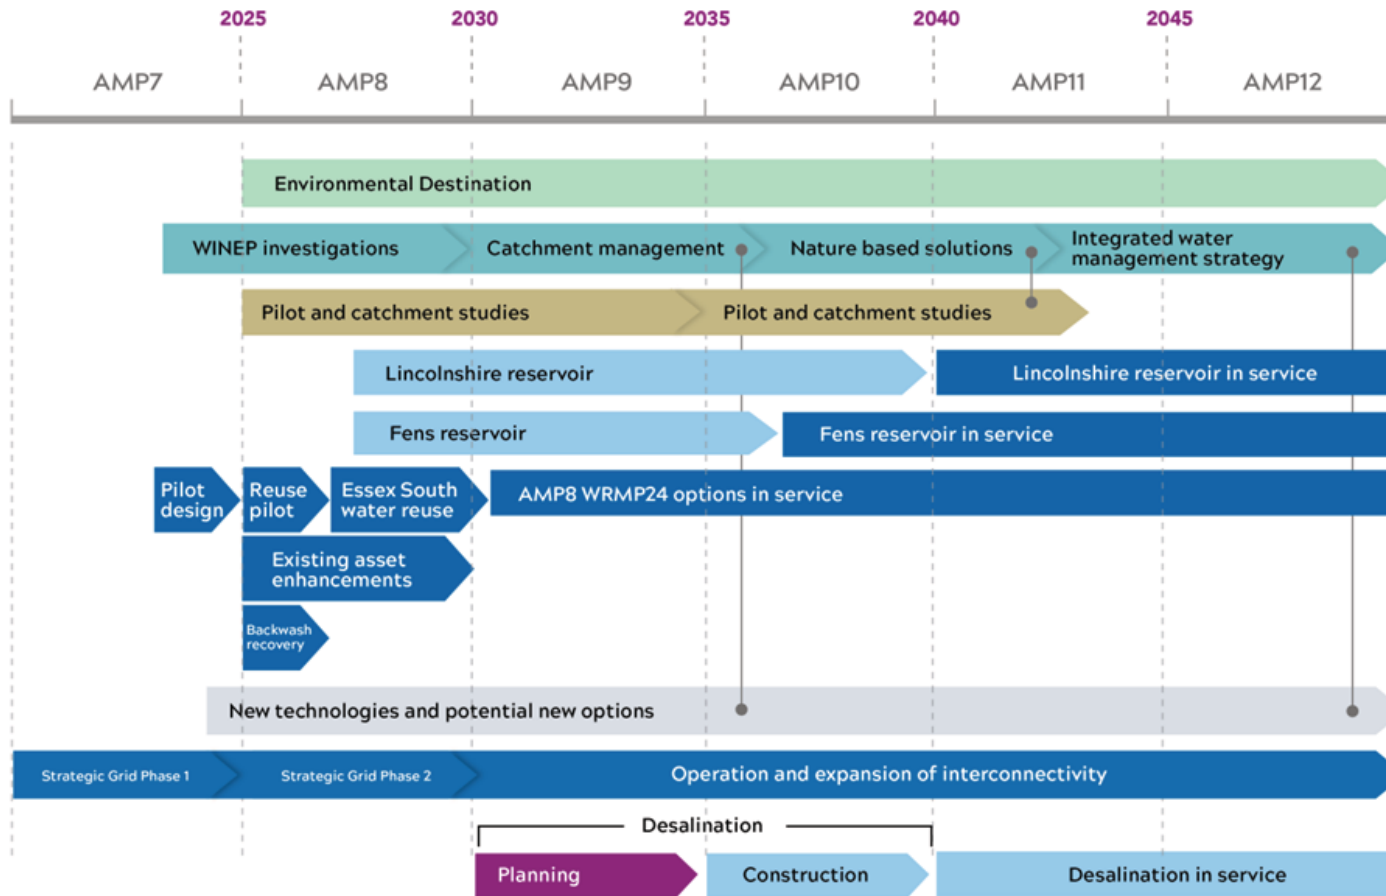 2025 2030 2035 2040 2045
AMP7 AMP8 AMP9 AMP10 AMP11 AMP12
Environmental Destination
WINEP investigations
Catchment management
Nature based solutions
Integrated water
management strategy
Pilot and catchment studies
Pilot and catchment studies
Lincolnshire reservoir
Lincolnshire reservoir in service
Fens reservoir
Fens reservoir in service
Pilot
design
Reuse
pilot
Essex South
water reuse
AMP8 WRMP24 options in service
Existing asset
enhancements
Backwash
recovery
New technologies and potential new options
Strategic Grid Phase 1
Strategic Grid Phase 2
Operation and expansion of interconnectivity
Desalination
Planning
Construction
Desalination in service